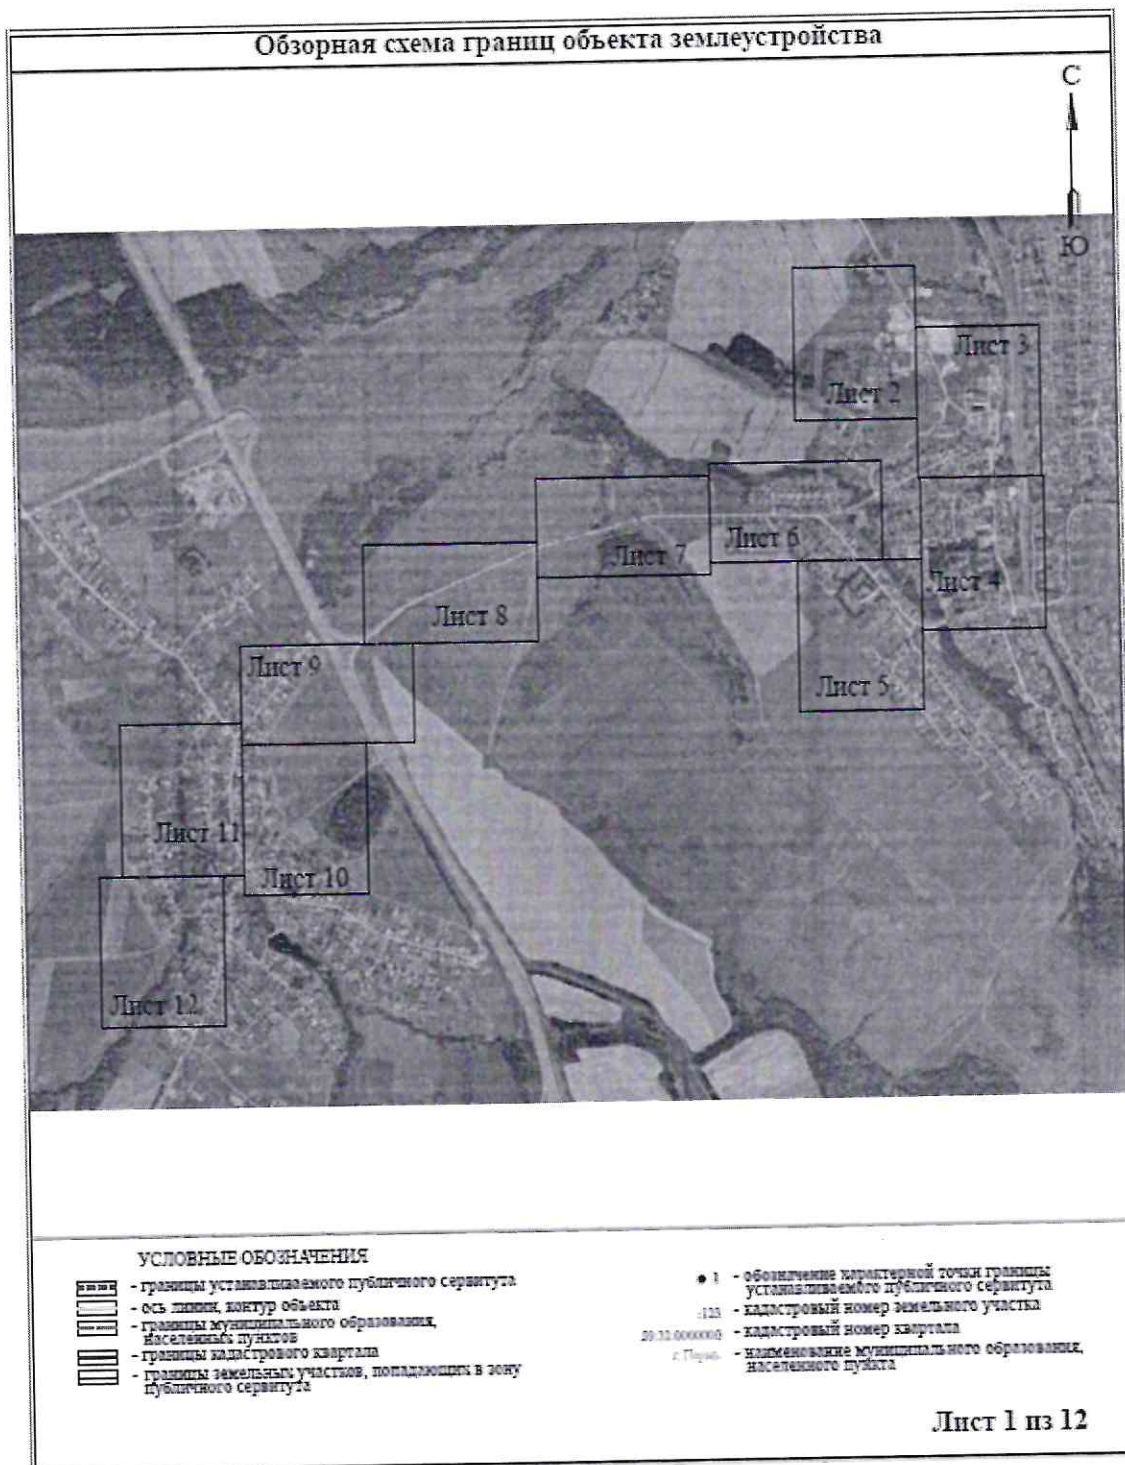 Обзорная схема границ объекта землеустройства
С
Ю
Лист 3
Лист 2
Лист 6
Лист 7
Лист 4
Лист 8
Лист 9
Лист 5
Лист 11
Лист 10
Лист 12
УСЛОВНЫЕ ОБОЗНАЧЕНИЯ
- границы устанавливаемого публичного сервитута
- ось линии, контур объекта
- границы муниципального образования,
населенных пунктов
- границы кадастрового квартала
- границы земельных участков, попадающих в зону
публичного сервитута
1 - обозначение характерной точки границы
устанавливаемого публичного сервитута
:123 - кадастровый номер земельного участка
- кадастровый номер квартала
- наименование муниципального образования,
населенного пункта
Лист 1 из 12